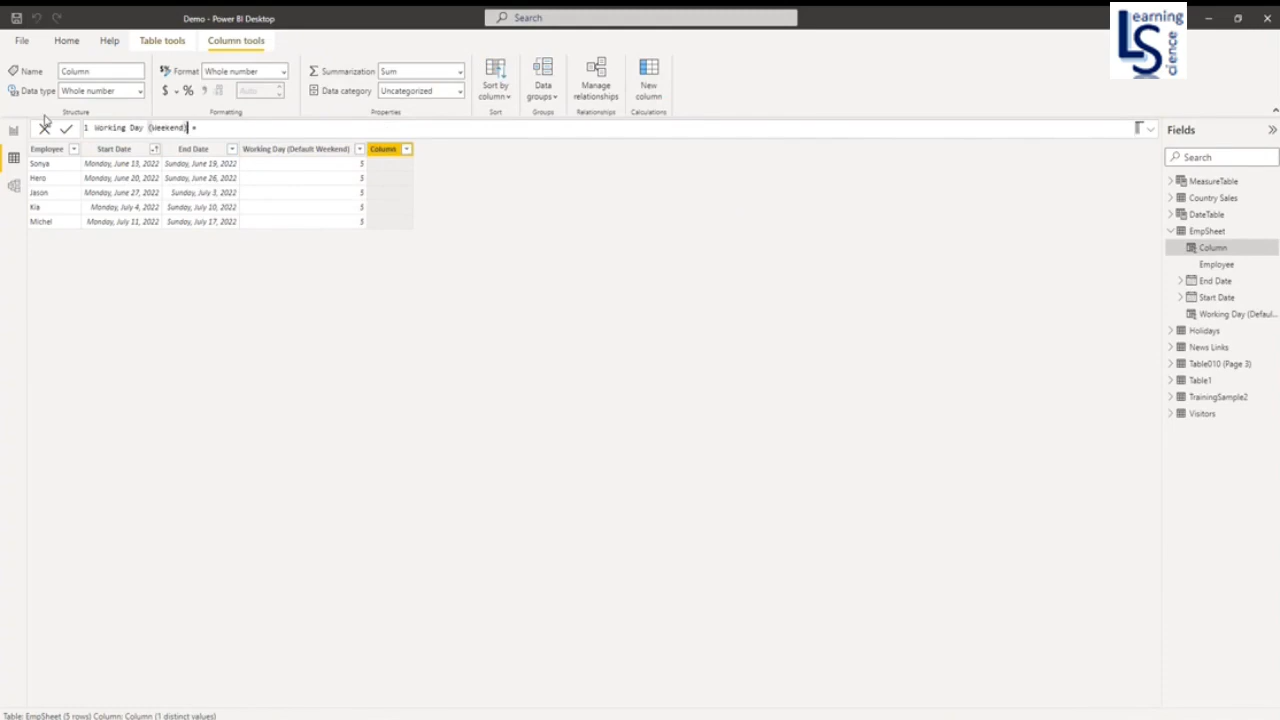 Demo - Power BI Desktop
Search
Learning Science
LS
File
Home
Help
Table tools
Column tools
Name
Column
Format
Whole number
Summarization
Sum
Data type
Whole number
$
%
Auto
Data category
Uncategorized
Sort by column
Data groups
Manage relationships
New column
Structure
Formatting
Properties
Sort
Groups
Relationships
Calculations
1 Working Day (Weekend) =
Fields
Search
Employee Start Date End Date Working Day (Default Weekend) Column
Sonya Monday, June 13, 2022 Sunday, June 19, 2022 5
Hero Monday, June 20, 2022 Sunday, June 26, 2022 5
Jason Monday, June 27, 2022 Sunday, July 3, 2022 5
Kia Monday, July 4, 2022 Sunday, July 10, 2022 5
Michel Monday, July 11, 2022 Sunday, July 17, 2022 5
MeasureTable
Country Sales
DateTable
EmpSheet
Column
Employee
End Date
Start Date
Working Day (Defaul...
Holidays
News Links
Table010 (Page 3)
Table1
TrainingSample2
Visitors
Table: EmpSheet (5 rows) Column: Column (1 distinct values)